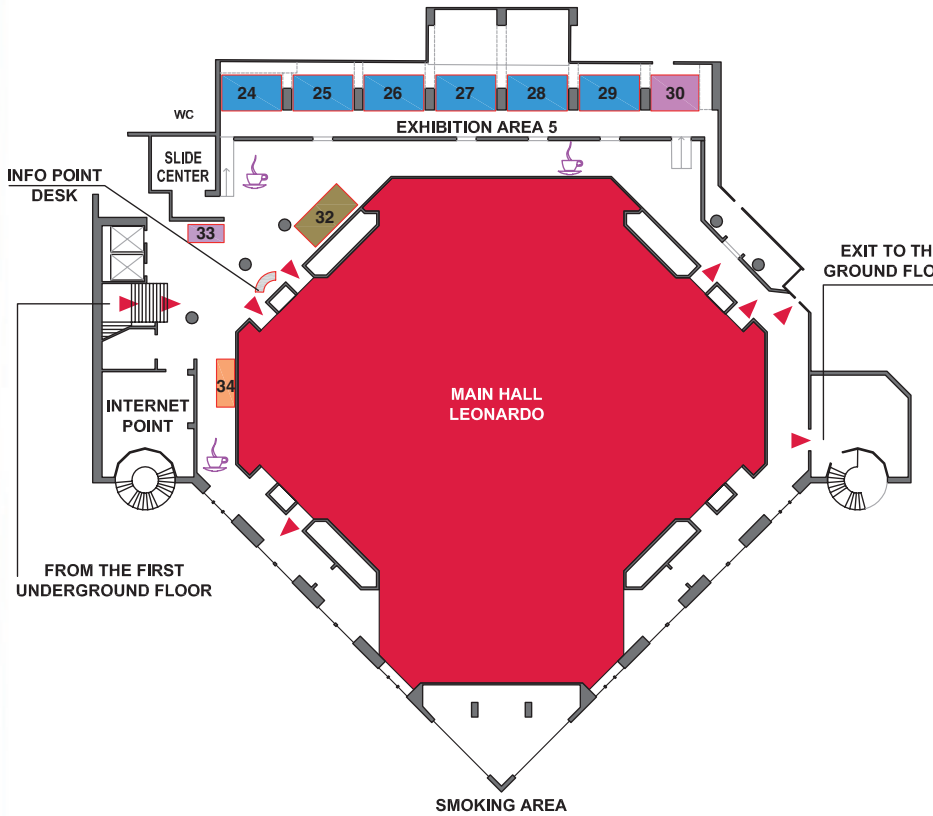 24 25 26 27 28 29 30
WC
EXHIBITION AREA 5
SLIDE
CENTER
INFO POINT
DESK
32
33
EXIT TO TH
GROUND FLO
34
MAIN HALL
LEONARDO
INTERNET
POINT
FROM THE FIRST
UNDERGROUND FLOOR
SMOKING AREA